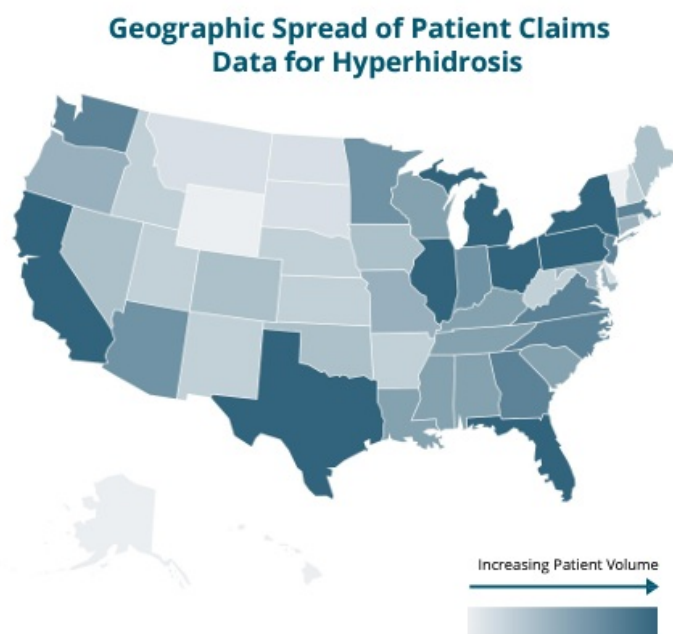 Geographic Spread of Patient Claims
Data for Hyperhidrosis
Increasing Patient Volume